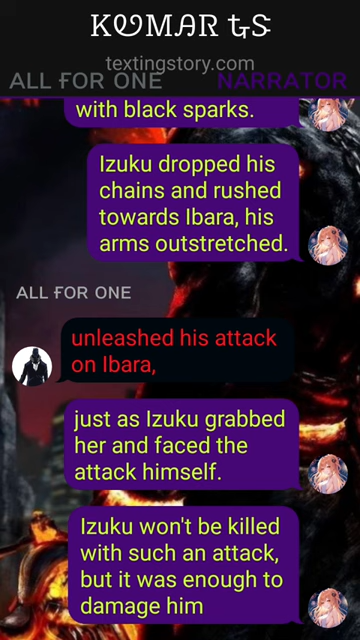 KUMAR GS
textingstory.com
ALL FOR ONE NARRATOR
with black sparks.
Izuku dropped his
chains and rushed
towards Ibara, his
arms outstretched.
ALL FOR ONE
unleashed his attack
on Ibara,
just as Izuku grabbed
her and faced the
attack himself.
Izuku won't be killed
with such an attack,
but it was enough to
damage him